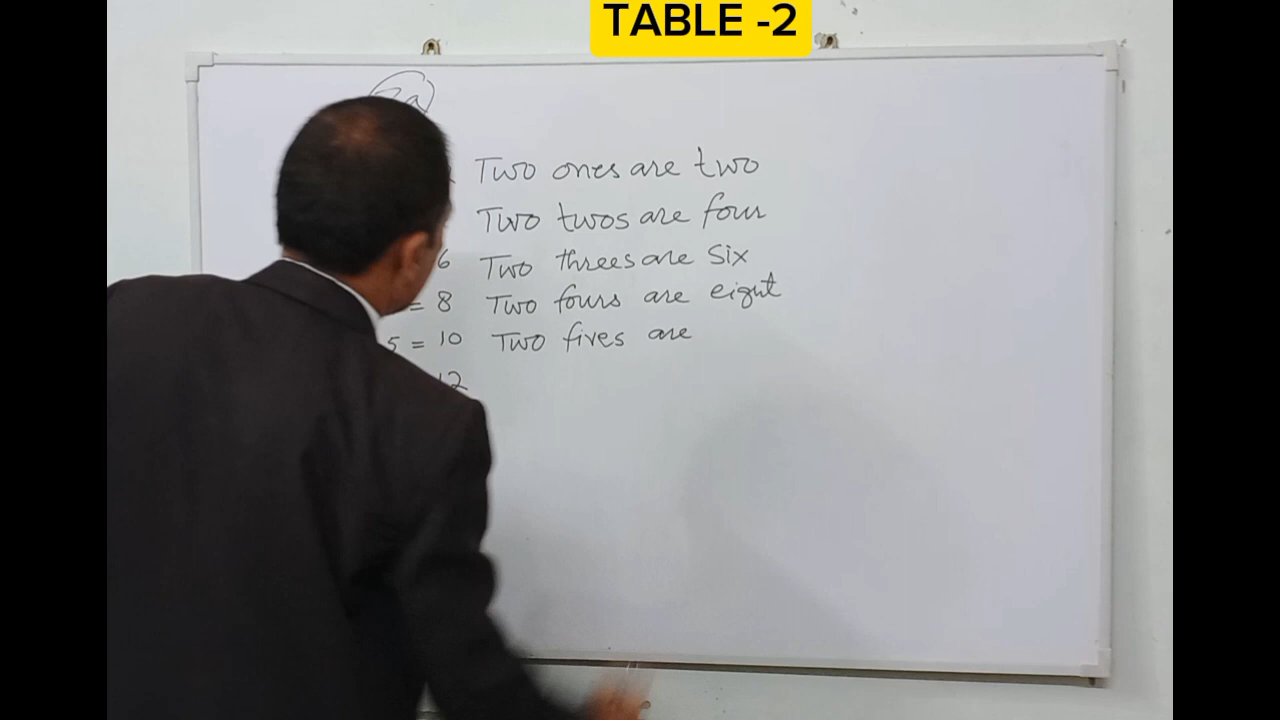 TABLE -2
Two ones are two
Two twos are four
6 Two threes are six
= 8 Two fours are eight
5 = 10 Two fives are
12